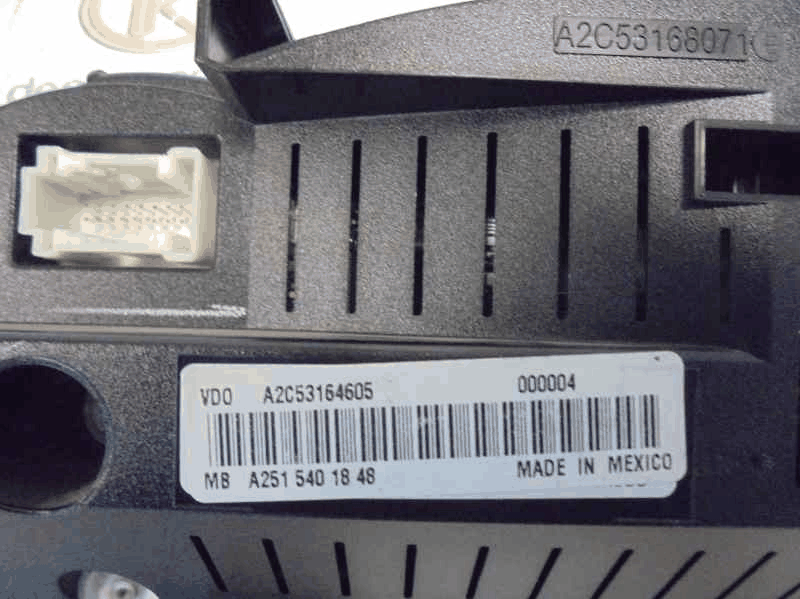 A2C53168071
VDO A2C53164605 000004
MB A251 540 18 48 MADE IN MEXICO